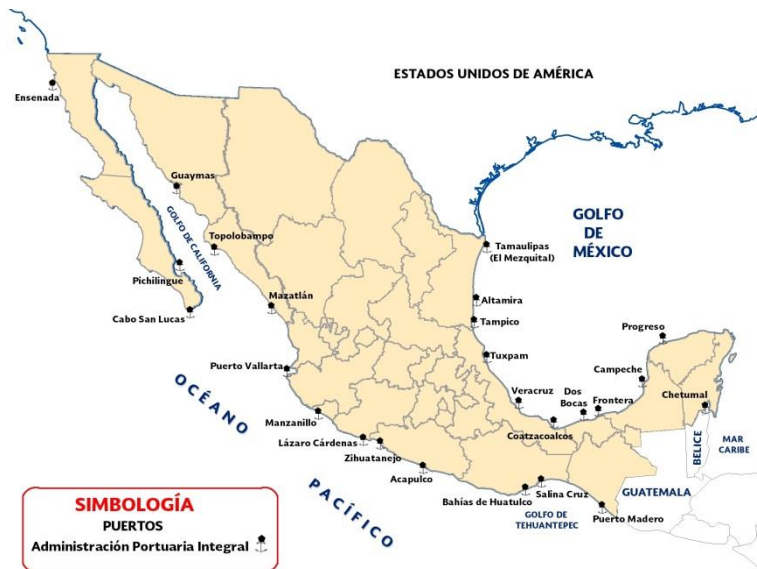 ESTADOS UNIDOS DE AMÉRICA
Ensenada
Guaymas
GOLFO DE CALIFORNIA
Topolobampo
Pichilingue
Cabo San Lucas
Mazatlán
GOLFO
DE
MÉXICO
Tamaulipas
(El Mezquital)
Altamira
Tampico
Tuxpam
Progreso
Campeche
Chetumal
Veracruz
Dos
Bocas
Frontera
Coatzacoalcos
BELICE
MAR
CARIBE
Puerto Vallarta
OCÉANO
Manzanillo
Lázaro Cárdenas
Zihuatanejo
Acapulco
PACÍFICO
Bahías de Huatulco
Salina Cruz
GUATEMALA
GOLFO DE
TEHUANTEPEC
Puerto Madero
SIMBOLOGÍA
PUERTOS
Administración Portuaria Integral